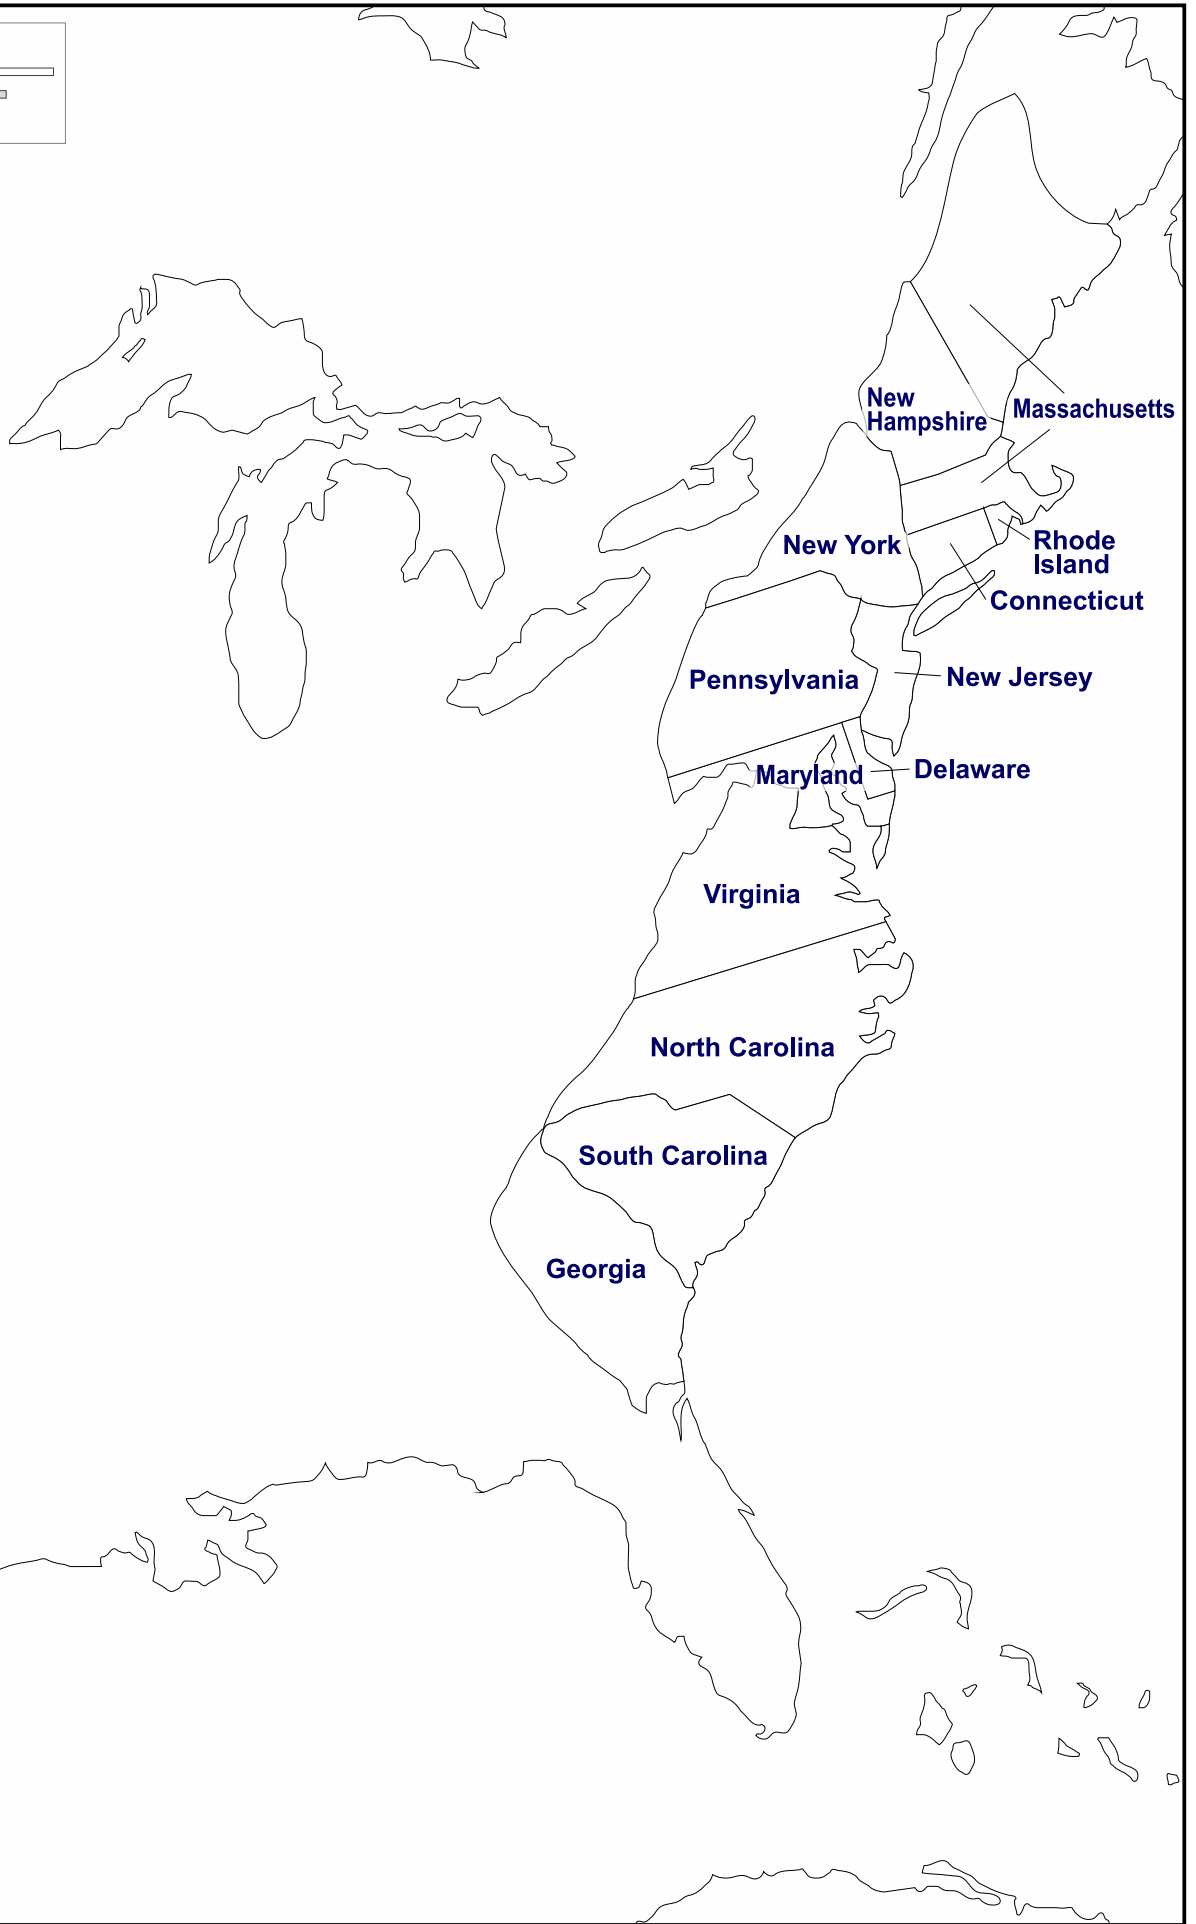 New
Hampshire
Massachusetts
New York
Rhode
Island
Connecticut
Pennsylvania
New Jersey
Maryland
Delaware
Virginia
North Carolina
South Carolina
Georgia